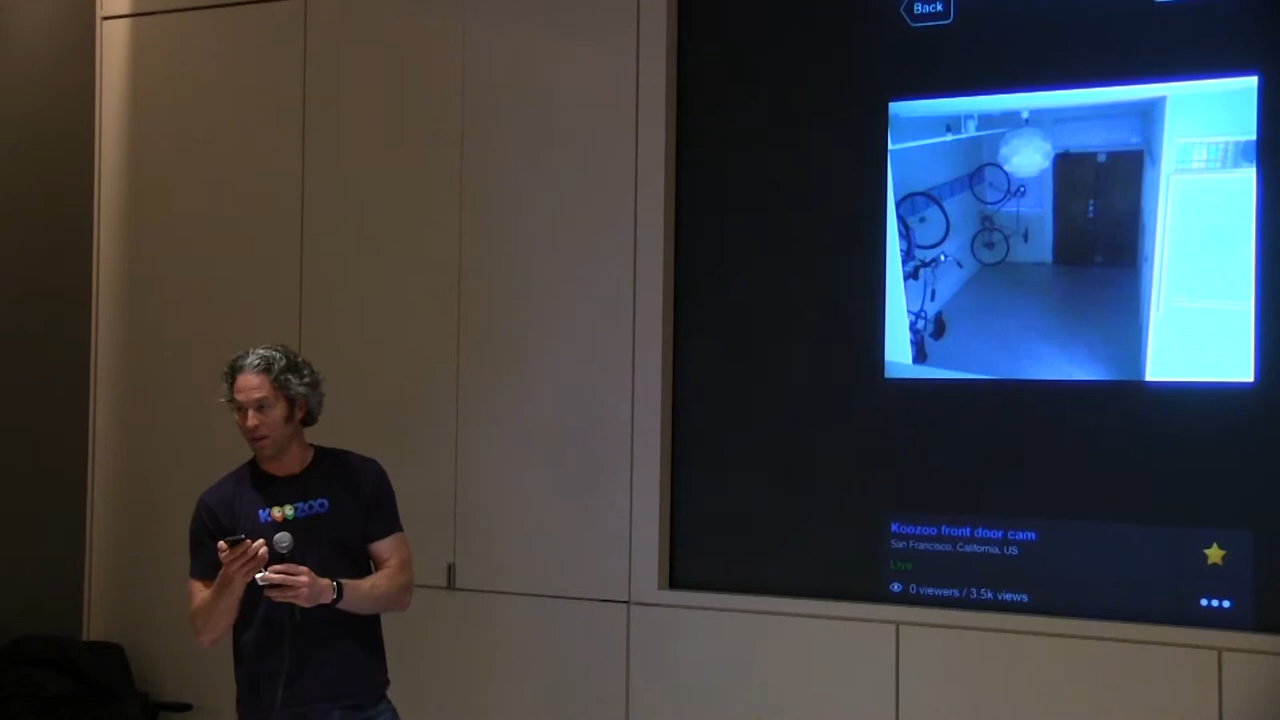 Back
KOOZOO
Koozoo front door cam
San Francisco, California, US
Live
0 viewers / 3.5k views